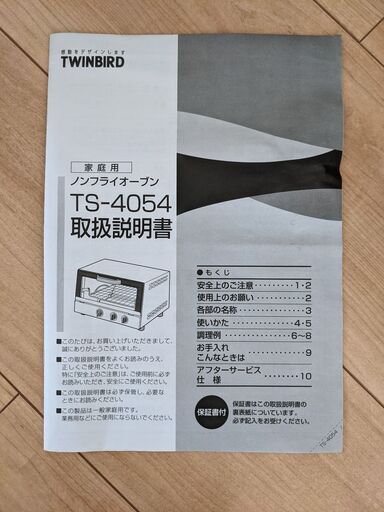 感動をデザインします
TWINBIRD
家庭用
ノンフライオーブン
TS-4054
取扱説明書
■このたびは、お買い上げいただきまして、
誠にありがとうございました。
■この取扱説明書をよくお読みのうえ、
正しくご使用ください。
特に「安全上のご注意」は、ご使用前に必ず
お読みいただき、安全にご使用ください。
■この取扱説明書は必ず保管し、必要な
ときにお読みください。
■この製品は一般家庭用です。
業務用などにご使用にならないでください。
●もくじ
安全上のご注意・・・・・・・・・1・2
使用上のお願い・・・・・・・・・・2
各部の名称・・・・・・・・・・・・3
使いかた・・・・・・・・・・・・4・5
調理例・・・・・・・・・・・・・6〜8
お手入れ
こんなときは・・・・・・・・・・・9
アフターサービス
仕様・・・・・・・・10
保証書付
保証書はこの取扱説明書の
裏表紙についています。
必ず記入をお受けください。
TS-4054